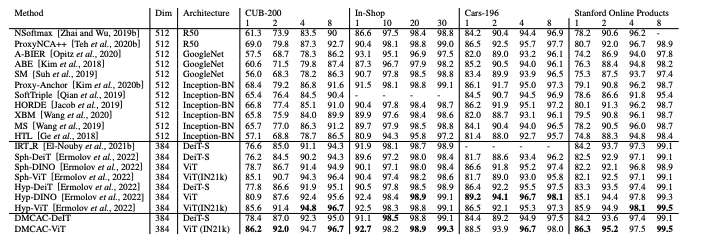 Method Dim Architecture CUB-200 In-Shop Cars-196 Stanford Online Products
1 2 4 8 1 10 20 30 1 2 4 8 1 10 100 1000
NSoftmax [Zhai and Wu, 2019b] 512 R50 61.3 73.9 83.5 90 86.6 97.5 98.4 98.8 84.2 90.4 94.4 96.9 78.2 90.6 96.2 -
ProxyNCA++ [Teh et al., 2020b] 512 R50 69.0 79.8 87.3 92.7 90.4 98.1 98.8 99.0 86.5 92.5 95.7 97.7 80.7 92.0 96.7 98.9
A-BIER [Opitz et al., 2020] 512 GoogleNet 57.5 68.7 78.3 86.2 93.1 95.1 96.9 97.5 82.0 89.0 93.2 96.1 74.2 86.9 94.0 97.8
ABE [Kim et al., 2018] 512 GoogleNet 60.6 71.5 79.8 87.4 87.3 96.7 97.9 98.2 85.2 90.5 94.0 96.1 76.3 88.4 94.8 98.2
SM [Suh et al., 2019] 512 GoogleNet 56.0 68.3 78.2 86.3 90.7 97.8 98.5 98.8 83.4 89.9 93.9 96.5 75.3 87.5 93.7 97.4
Proxy-Anchor [Kim et al., 2020b] 512 Inception-BN 68.4 79.2 86.8 91.6 91.5 98.1 98.8 99.1 86.1 91.7 95.0 97.3 79.1 90.8 96.2 98.7
SoftTriple [Qian et al., 2019] 512 Inception-BN 65.4 76.4 84.5 90.4 - - - - 84.5 90.7 94.5 96.9 78.6 86.6 91.8 95.4
HORDE [Jacob et al., 2019] 512 Inception-BN 66.8 77.4 85.1 91.0 90.4 97.8 98.4 98.7 86.2 91.9 95.1 97.2 80.1 91.3 96.2 98.7
XBM [Wang et al., 2020] 512 Inception-BN 65.8 75.9 84.0 89.9 89.9 97.6 98.4 98.6 82.0 88.7 93.1 96.1 79.5 90.8 96.1 98.7
MS [Wang et al., 2019] 512 Inception-BN 65.7 77.0 86.3 91.2 89.7 97.9 98.5 98.8 84.1 90.4 94.0 96.5 78.2 90.5 96.0 98.7
HTL [Ge et al., 2018] 512 Inception-BN 57.1 68.8 78.7 86.5 80.9 94.3 95.8 97.2 81.4 88.0 92.7 95.7 74.8 88.3 94.8 98.4
IRT_R [El-Nouby et al., 2021b] 384 DeiT-S 76.6 85.0 91.1 94.3 91.9 98.1 98.7 98.9 - - - - 84.2 93.7 97.3 99.1
Sph-DeiT [Ermolov et al., 2022] 384 DeiT-S 76.2 84.5 90.2 94.3 89.6 97.2 98.0 98.4 81.7 88.6 93.4 96.2 82.5 92.9 97.1 99.1
Sph-DINO [Ermolov et al., 2022] 384 ViT 78.7 86.7 91.4 94.9 90.1 97.1 98.0 98.4 86.6 91.8 95.2 97.4 82.2 92.1 96.8 98.9
Sph-ViT [Ermolov et al., 2022] 384 ViT(IN21k) 85.1 90.7 94.3 96.4 90.4 97.4 98.2 98.6 81.7 89.0 93.0 95.8 82.1 92.5 97.1 99.1
Hyp-DeiT [Ermolov et al., 2022] 384 DeiT-S 77.8 86.6 91.9 95.1 90.5 97.8 98.5 98.9 86.4 92.2 95.5 97.5 83.3 93.5 97.4 99.1
Hyp-DINO [Ermolov et al., 2022] 384 ViT 80.9 87.6 92.4 95.6 92.4 98.4 98.9 99.1 89.2 94.1 96.7 98.1 85.1 94.4 97.8 99.3
Hyp-ViT [Ermolov et al., 2022] 384 ViT(IN21k) 85.6 91.4 94.8 96.7 92.5 98.3 98.8 99.1 86.5 92.1 95.3 97.3 85.9 94.9 98.1 99.5
DMCAC-DeIT 384 DeiT-S 78.4 87.0 92.3 95.1 91.1 98.5 98.8 99.1 84.4 89.2 94.9 97.5 84.2 93.6 97.4 99.1
DMCAC-ViT 384 ViT (IN21k) 86.2 92.0 94.7 96.7 92.7 98.2 98.9 99.3 88.5 93.9 96.7 98.0 86.3 95.2 97.5 99.5